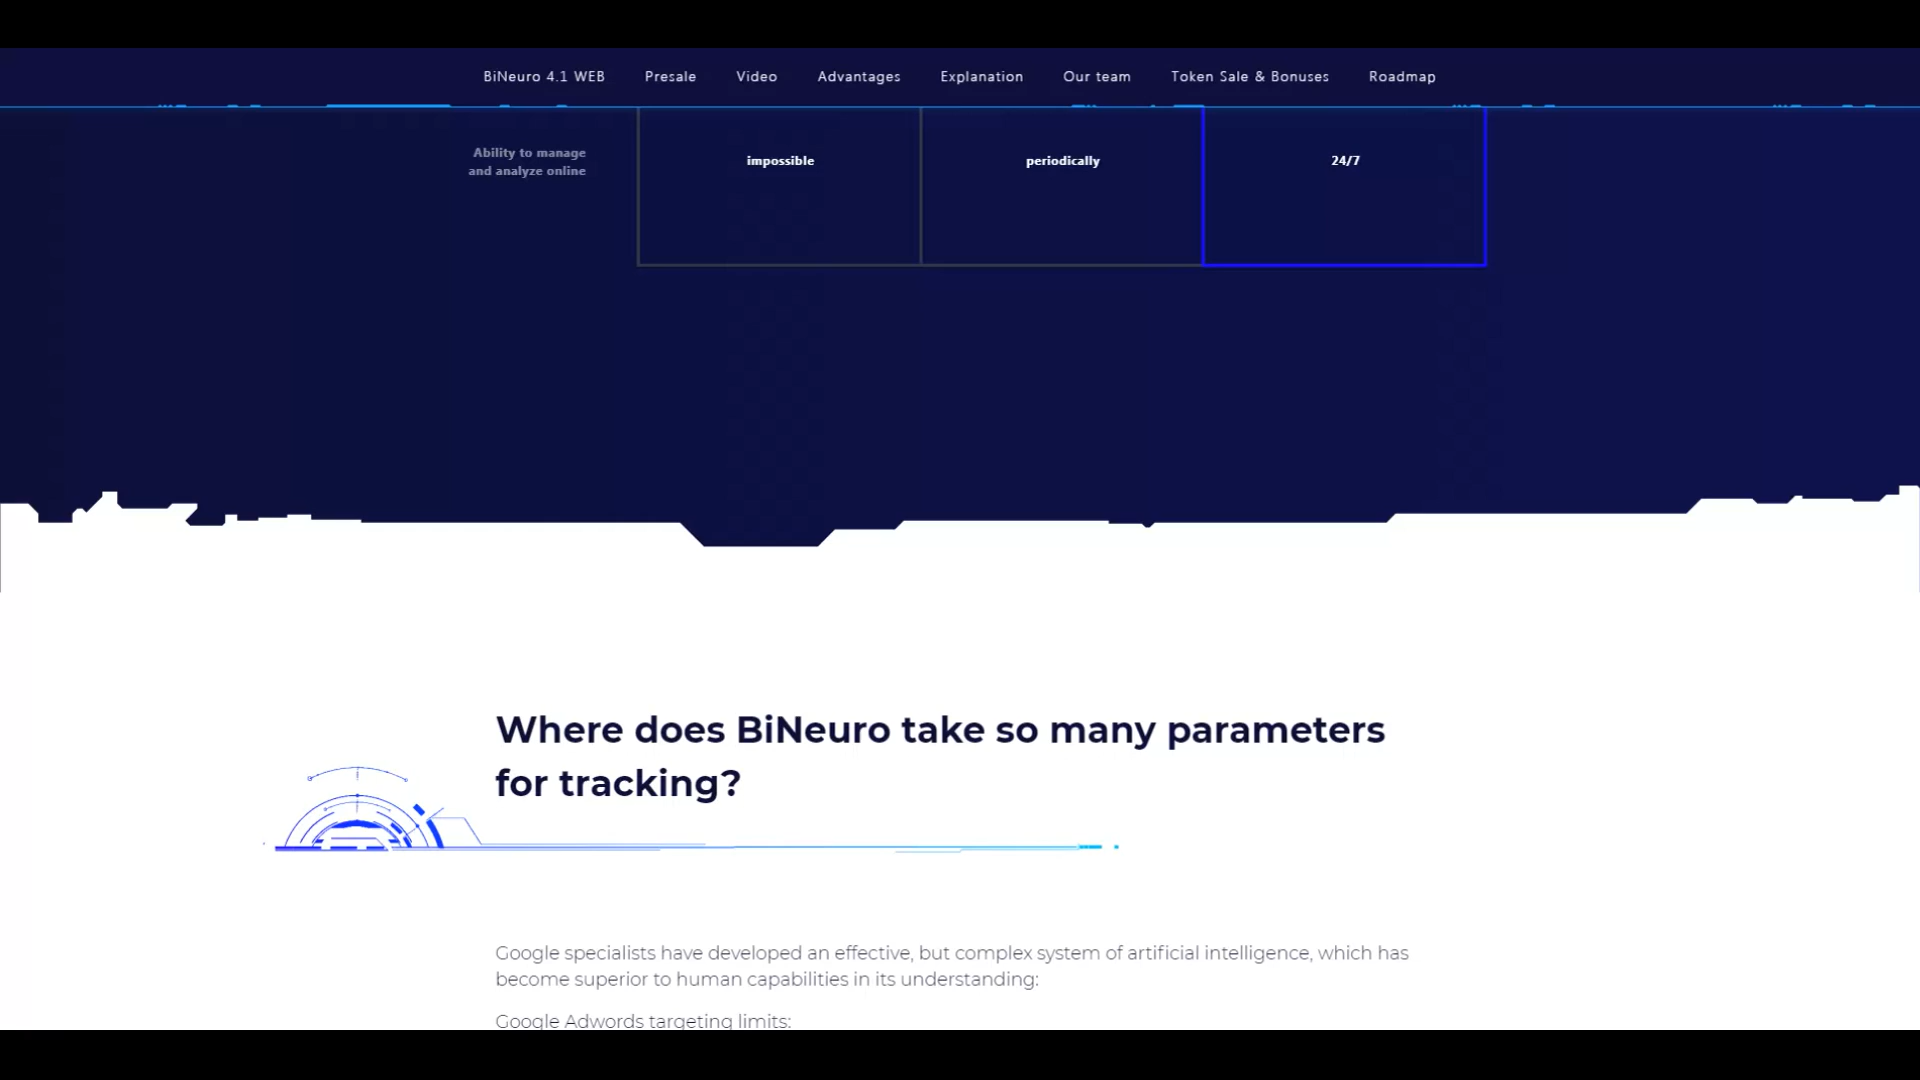 BiNeuro 4.1 WEB Presale Video Advantages Explanation Our team Token Sale & Bonuses Roadmap
Ability to manage
and analyze online
impossible
periodically
24/7
Where does BiNeuro take so many parameters
for tracking?
Google specialists have developed an effective, but complex system of artificial intelligence, which has
become superior to human capabilities in its understanding:
Google Adwords targeting limits: